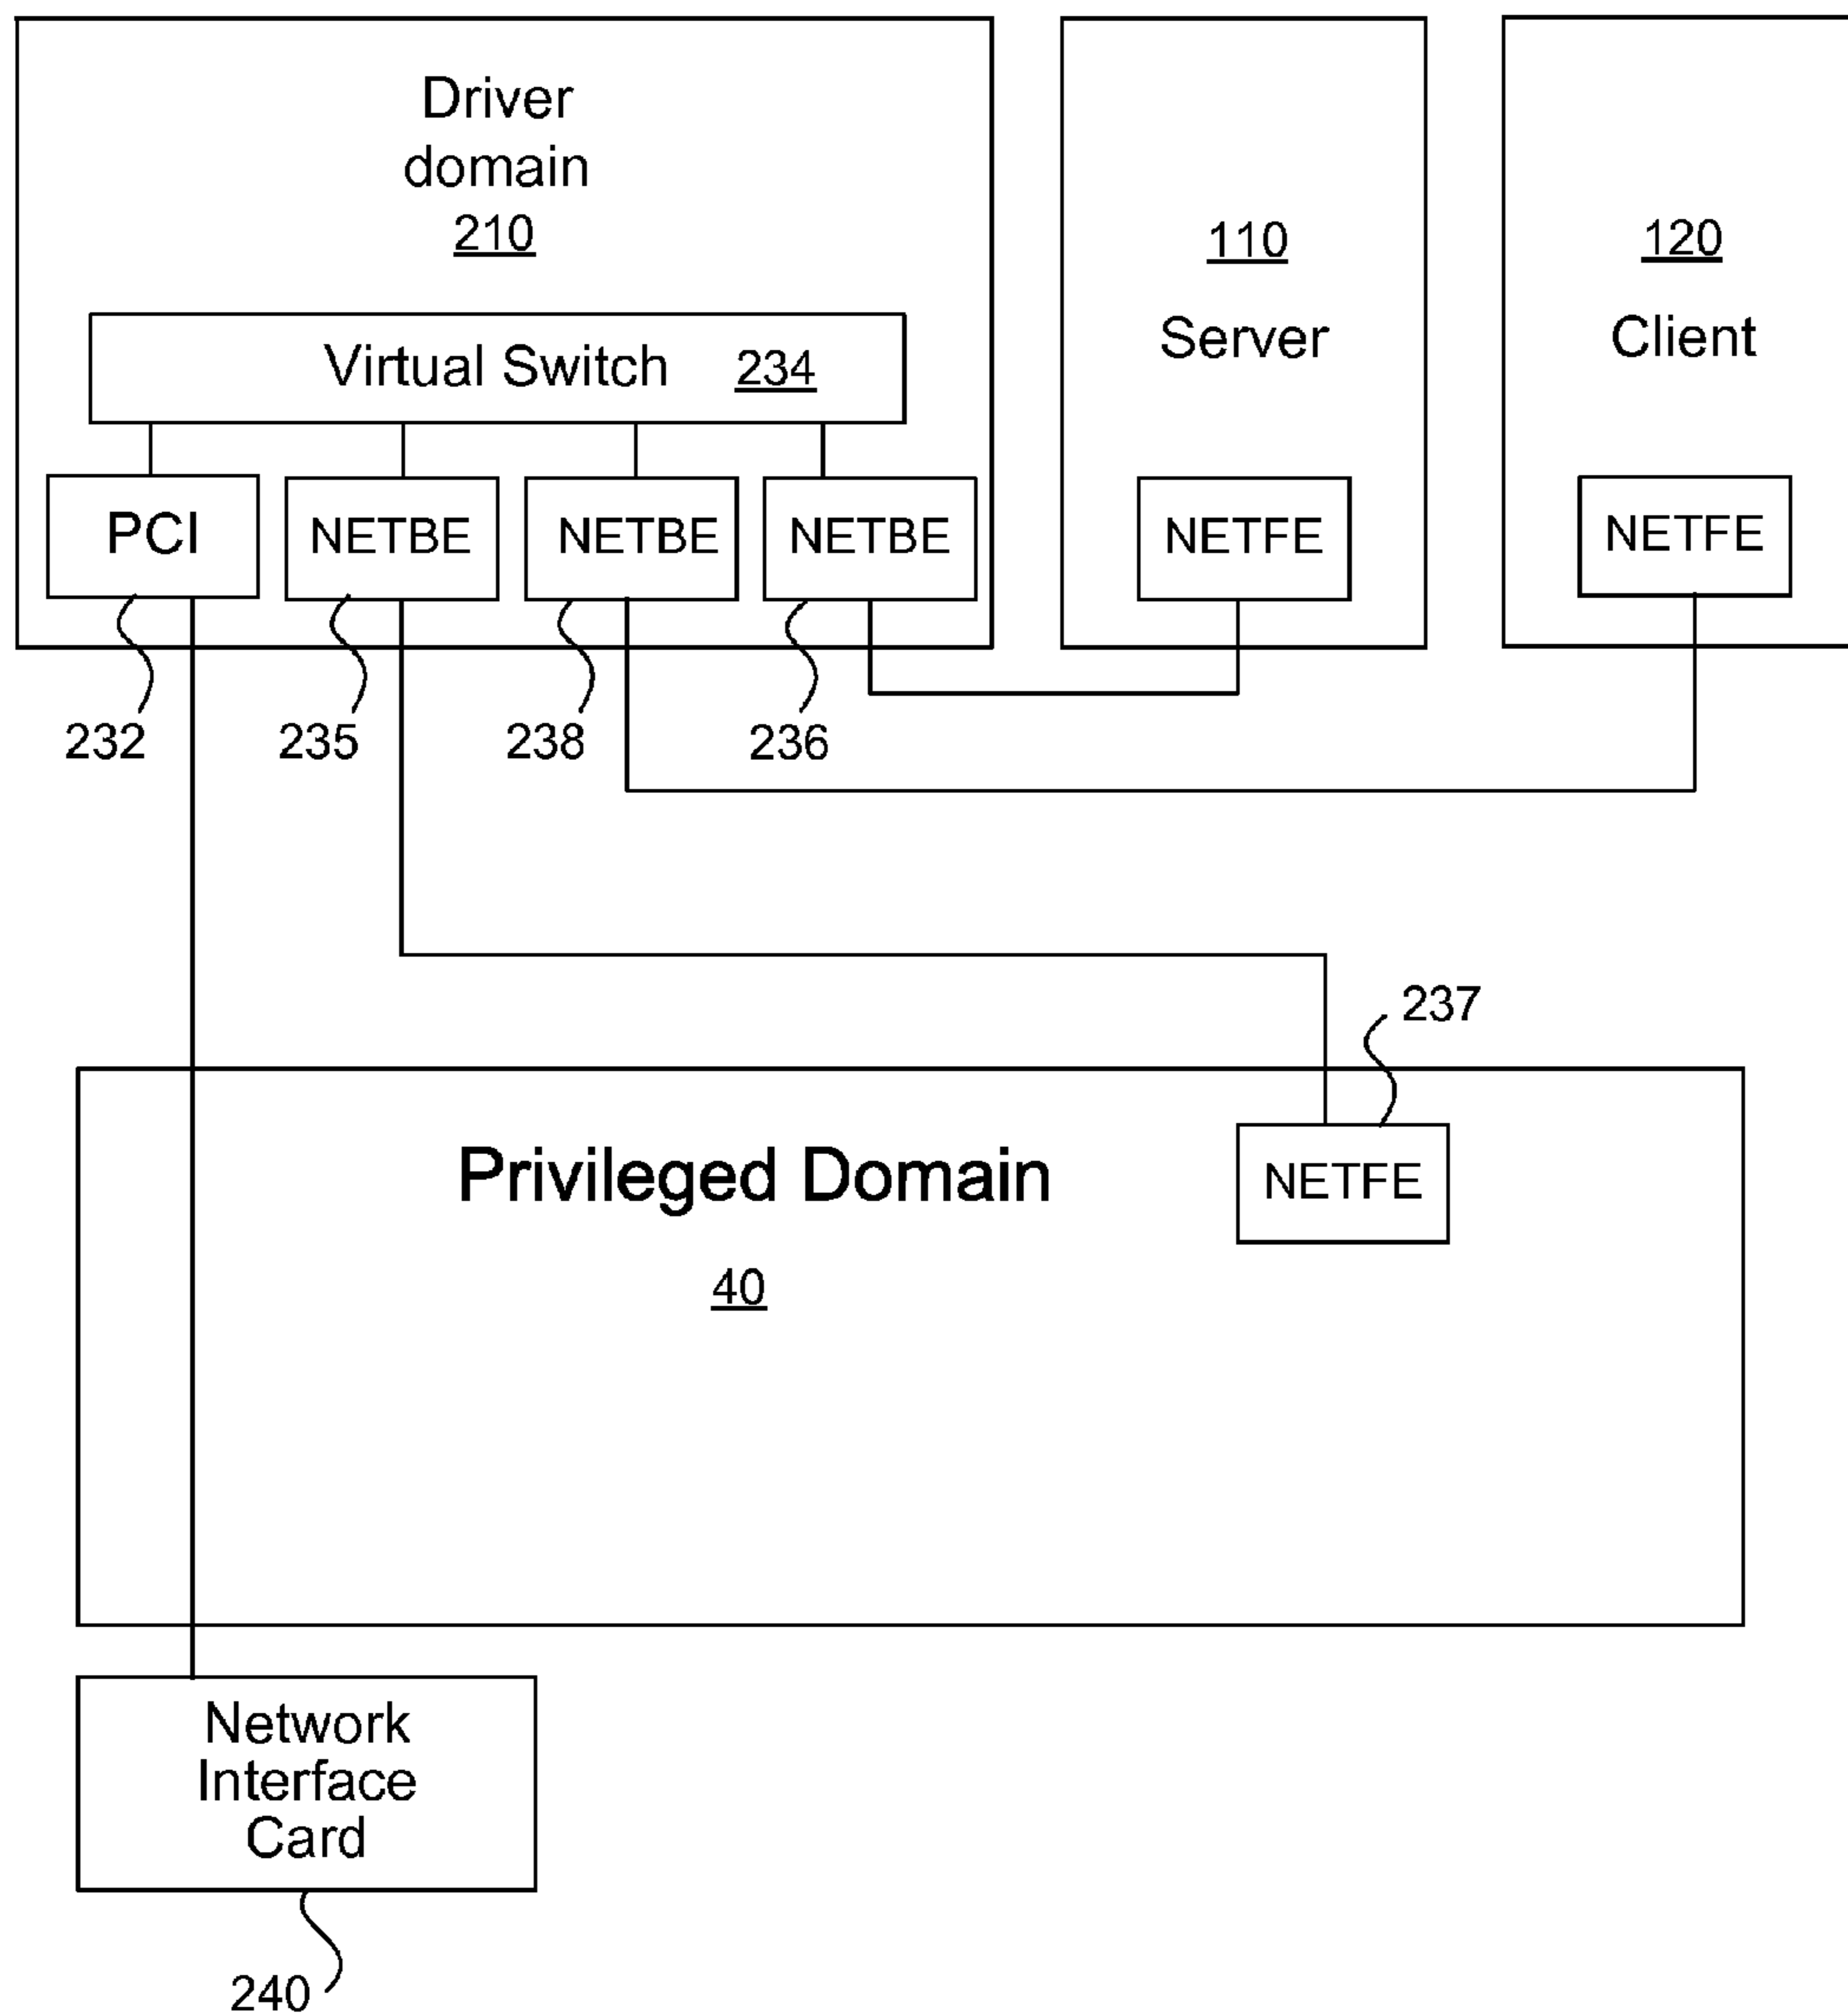 Driver
domain
210
Virtual Switch 234
PCI
NETBE
NETBE
NETBE
232
235
238
236
110
Server
NETFE
120
Client
NETFE
237
Privileged Domain
40
NETFE
Network
Interface
Card
240